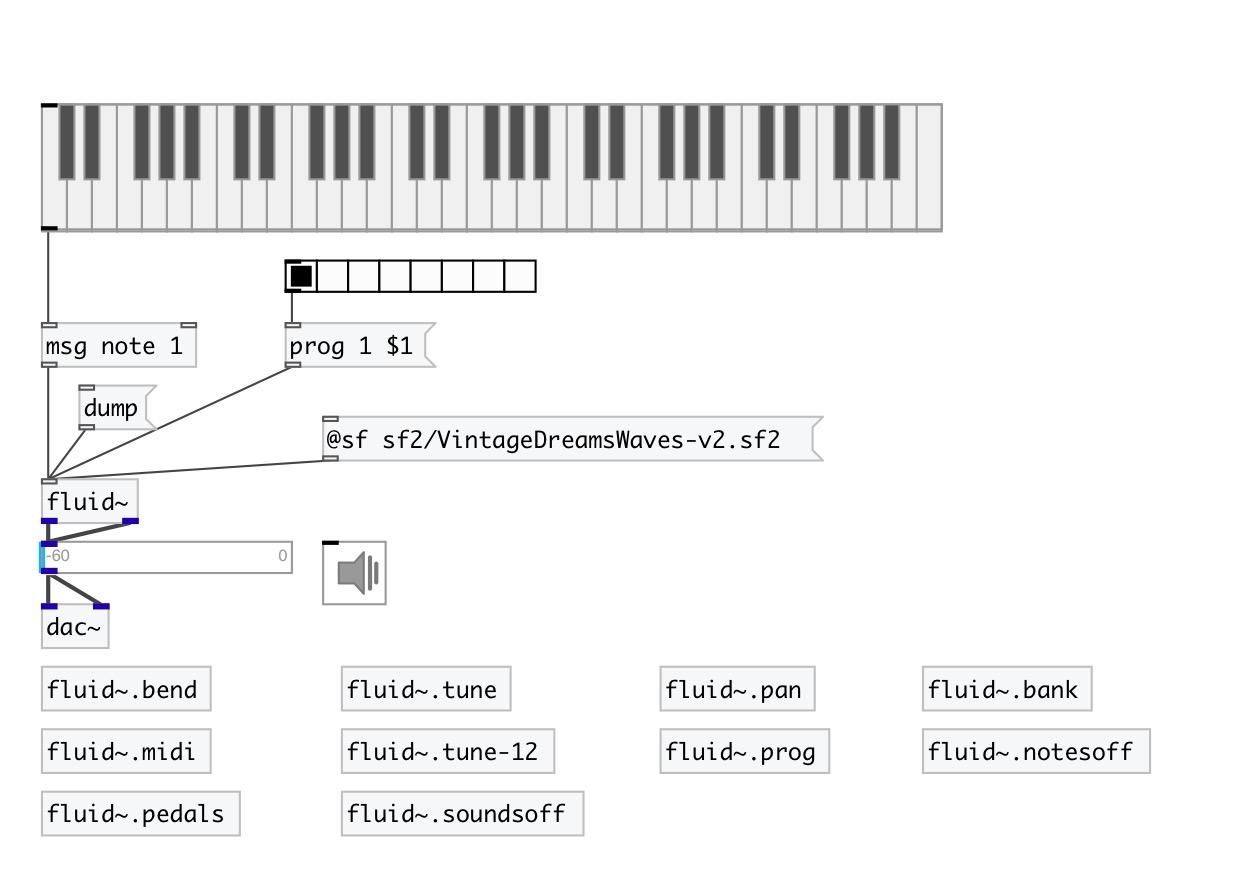 msg note 1
prog 1 $1
dump
@sf sf2/VintageDreamsWaves-v2.sf2
fluid~
-60 0
dac~
fluid~.bend fluid~.tune fluid~.pan fluid~.bank
fluid~.midi fluid~.tune-12 fluid~.prog fluid~.notesoff
fluid~.pedals fluid~.soundsoff